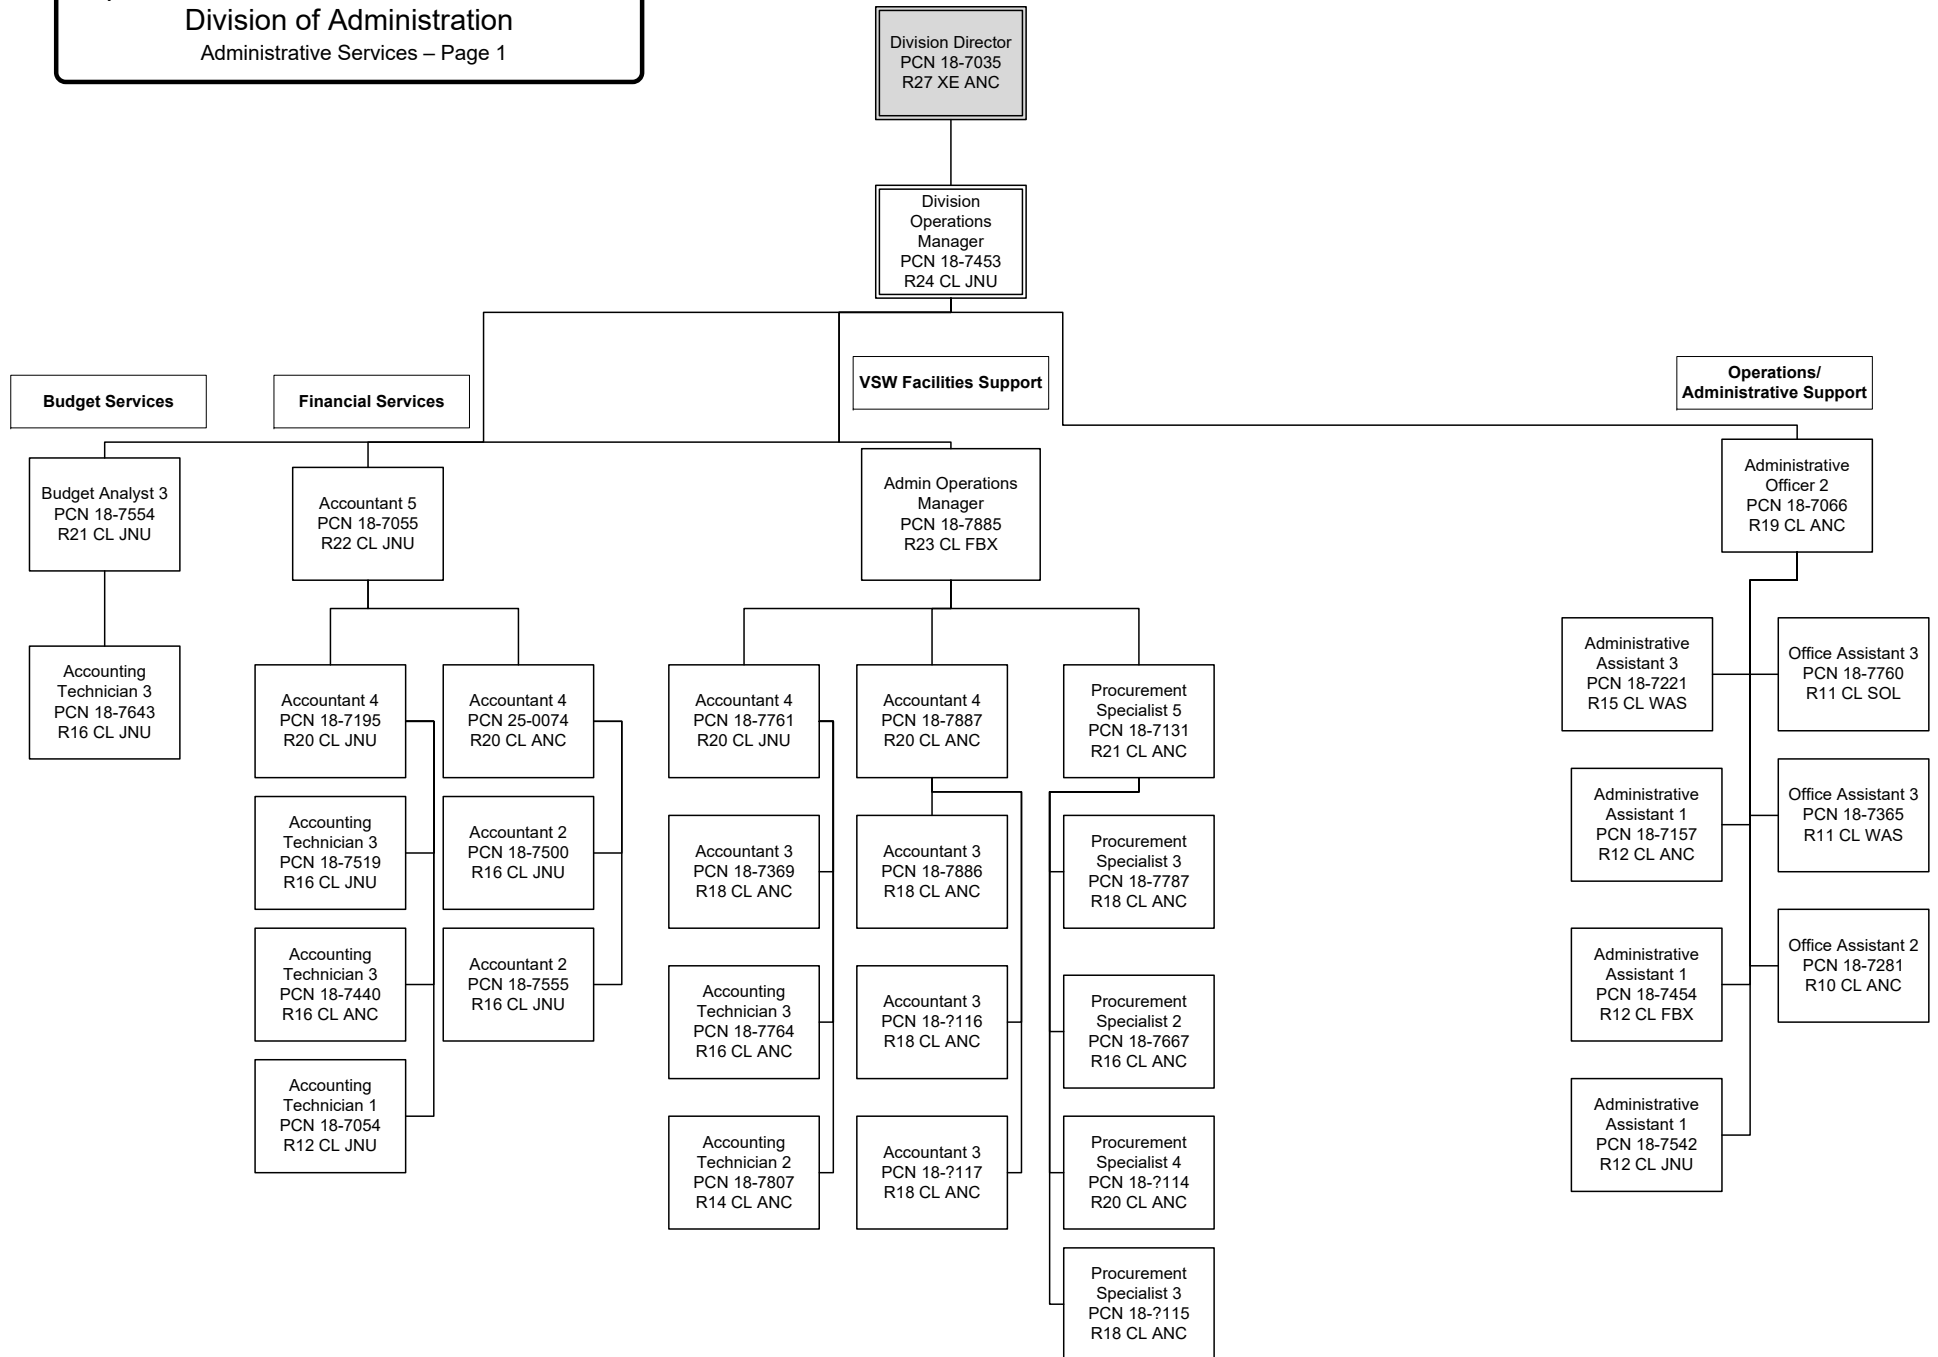 Division of Administration
Administrative Services – Page 1
Division Director
PCN 18-7035
R27 XE ANC
Division
Operations
Manager
PCN 18-7453
R24 CL JNU
Budget Services
Financial Services
VSW Facilities Support
Operations/
Administrative Support
Budget Analyst 3
PCN 18-7554
R21 CL JNU
Accounting
Technician 3
PCN 18-7643
R16 CL JNU
Accountant 5
PCN 18-7055
R22 CL JNU
Accountant 4
PCN 18-7195
R20 CL JNU
Accounting
Technician 3
PCN 18-7519
R16 CL JNU
Accounting
Technician 3
PCN 18-7440
R16 CL ANC
Accounting
Technician 1
PCN 18-7054
R12 CL JNU
Accountant 4
PCN 25-0074
R20 CL ANC
Accountant 2
PCN 18-7500
R16 CL JNU
Accountant 2
PCN 18-7555
R16 CL JNU
Admin Operations
Manager
PCN 18-7885
R23 CL FBX
Accountant 4
PCN 18-7761
R20 CL JNU
Accountant 3
PCN 18-7369
R18 CL ANC
Accounting
Technician 3
PCN 18-7764
R16 CL ANC
Accounting
Technician 2
PCN 18-7807
R14 CL ANC
Accountant 4
PCN 18-7887
R20 CL ANC
Accountant 3
PCN 18-7886
R18 CL ANC
Accountant 3
PCN 18-?116
R18 CL ANC
Accountant 3
PCN 18-?117
R18 CL ANC
Procurement
Specialist 5
PCN 18-7131
R21 CL ANC
Procurement
Specialist 3
PCN 18-7787
R18 CL ANC
Procurement
Specialist 2
PCN 18-7667
R16 CL ANC
Procurement
Specialist 4
PCN 18-?114
R20 CL ANC
Procurement
Specialist 3
PCN 18-?115
R18 CL ANC
Administrative
Officer 2
PCN 18-7066
R19 CL ANC
Administrative
Assistant 3
PCN 18-7221
R15 CL WAS
Administrative
Assistant 1
PCN 18-7157
R12 CL ANC
Administrative
Assistant 1
PCN 18-7454
R12 CL FBX
Administrative
Assistant 1
PCN 18-7542
R12 CL JNU
Office Assistant 3
PCN 18-7760
R11 CL SOL
Office Assistant 3
PCN 18-7365
R11 CL WAS
Office Assistant 2
PCN 18-7281
R10 CL ANC